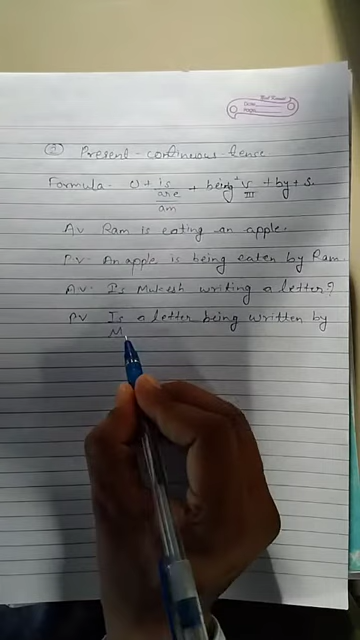 ② Present-continuous tense
Formula- O + is/are/am + being + V III + by + S.
AV Ram is eating an apple.
PV- An apple is being eaten by Ram
AV- Is Mukesh writing a letter?
PV Is a letter being written by
M